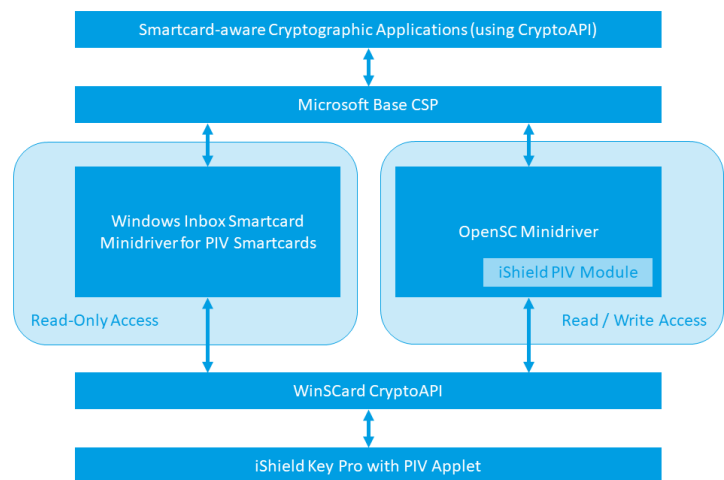 Smartcard-aware Cryptographic Applications (using CryptoAPI)
Microsoft Base CSP
Windows Inbox Smartcard
Minidriver for PIV Smartcards
Read-Only Access
OpenSC Minidriver
iShield PIV Module
Read / Write Access
WinSCard CryptoAPI
iShield Key Pro with PIV Applet